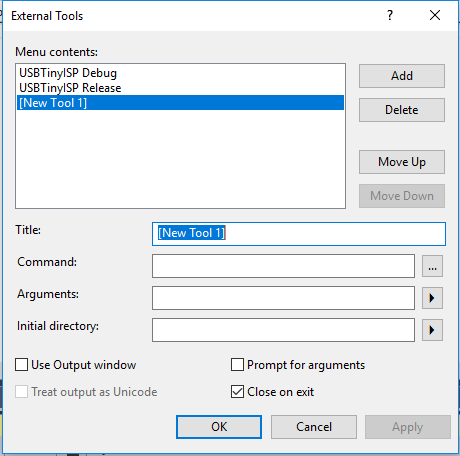 External Tools
Menu contents:
USBTinyISP Debug
USBTinyISP Release
[New Tool 1]
Add
Delete
Move Up
Move Down
Title:
[New Tool 1]
Command:
...
Arguments:
Initial directory:
Use Output window
Prompt for arguments
Treat output as Unicode
Close on exit
OK
Cancel
Apply